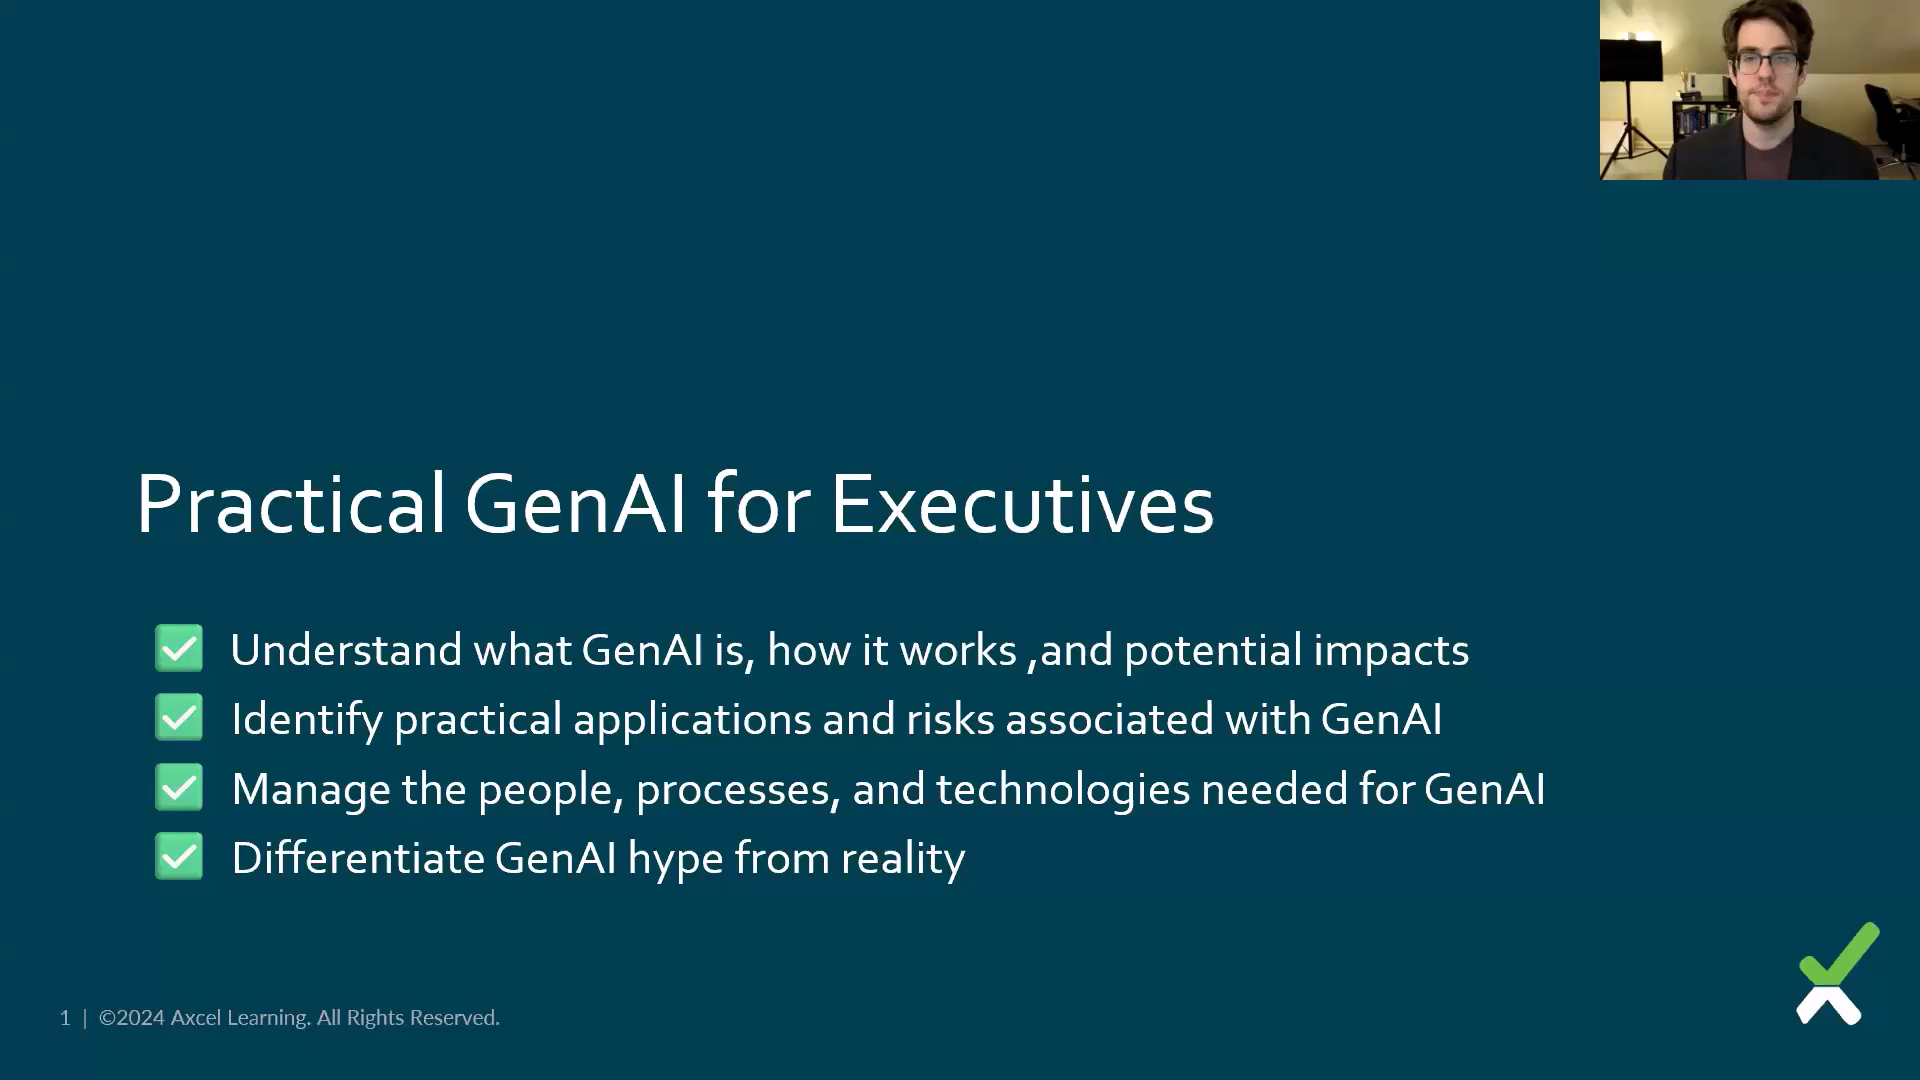 Practical GenAI for Executives
✅ Understand what GenAI is, how it works ,and potential impacts
✅ Identify practical applications and risks associated with GenAI
✅ Manage the people, processes, and technologies needed for GenAI
✅ Differentiate GenAI hype from reality
1 | ©2024 Axcel Learning. All Rights Reserved.